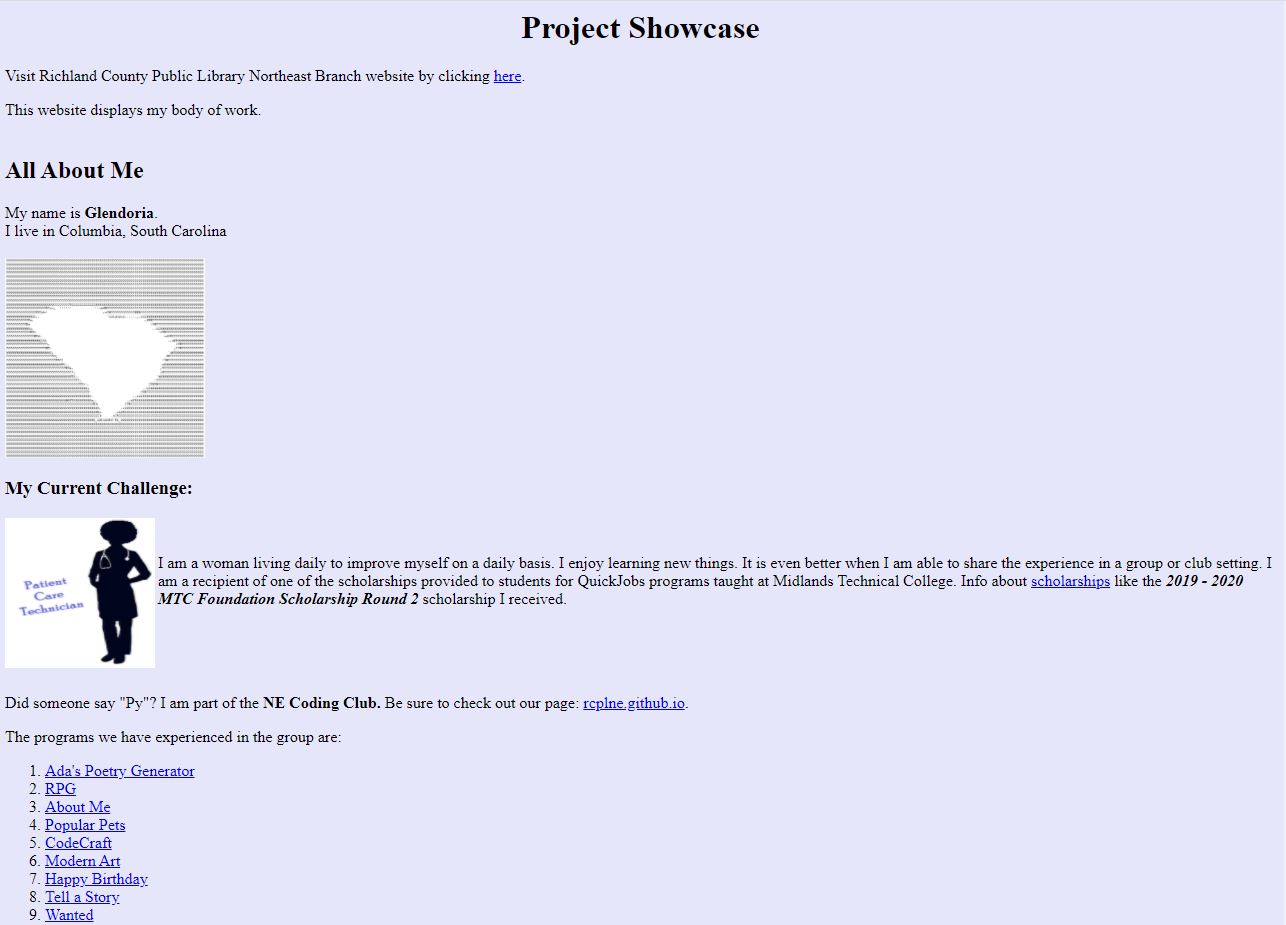 Project Showcase
Visit Richland County Public Library Northeast Branch website by clicking here.
This website displays my body of work.
All About Me
My name is Glendoria.
I live in Columbia, South Carolina
My Current Challenge:
Patient
Care
Technician
I am a woman living daily to improve myself on a daily basis. I enjoy learning new things. It is even better when I am able to share the experience in a group or club setting. I
am a recipient of one of the scholarships provided to students for QuickJobs programs taught at Midlands Technical College. Info about scholarships like the 2019 - 2020
MTC Foundation Scholarship Round 2 scholarship I received.
Did someone say "Py"? I am part of the NE Coding Club. Be sure to check out our page: rcplne.github.io.
The programs we have experienced in the group are:
1. Ada's Poetry Generator
2. RPG
3. About Me
4. Popular Pets
5. CodeCraft
6. Modern Art
7. Happy Birthday
8. Tell a Story
9. Wanted